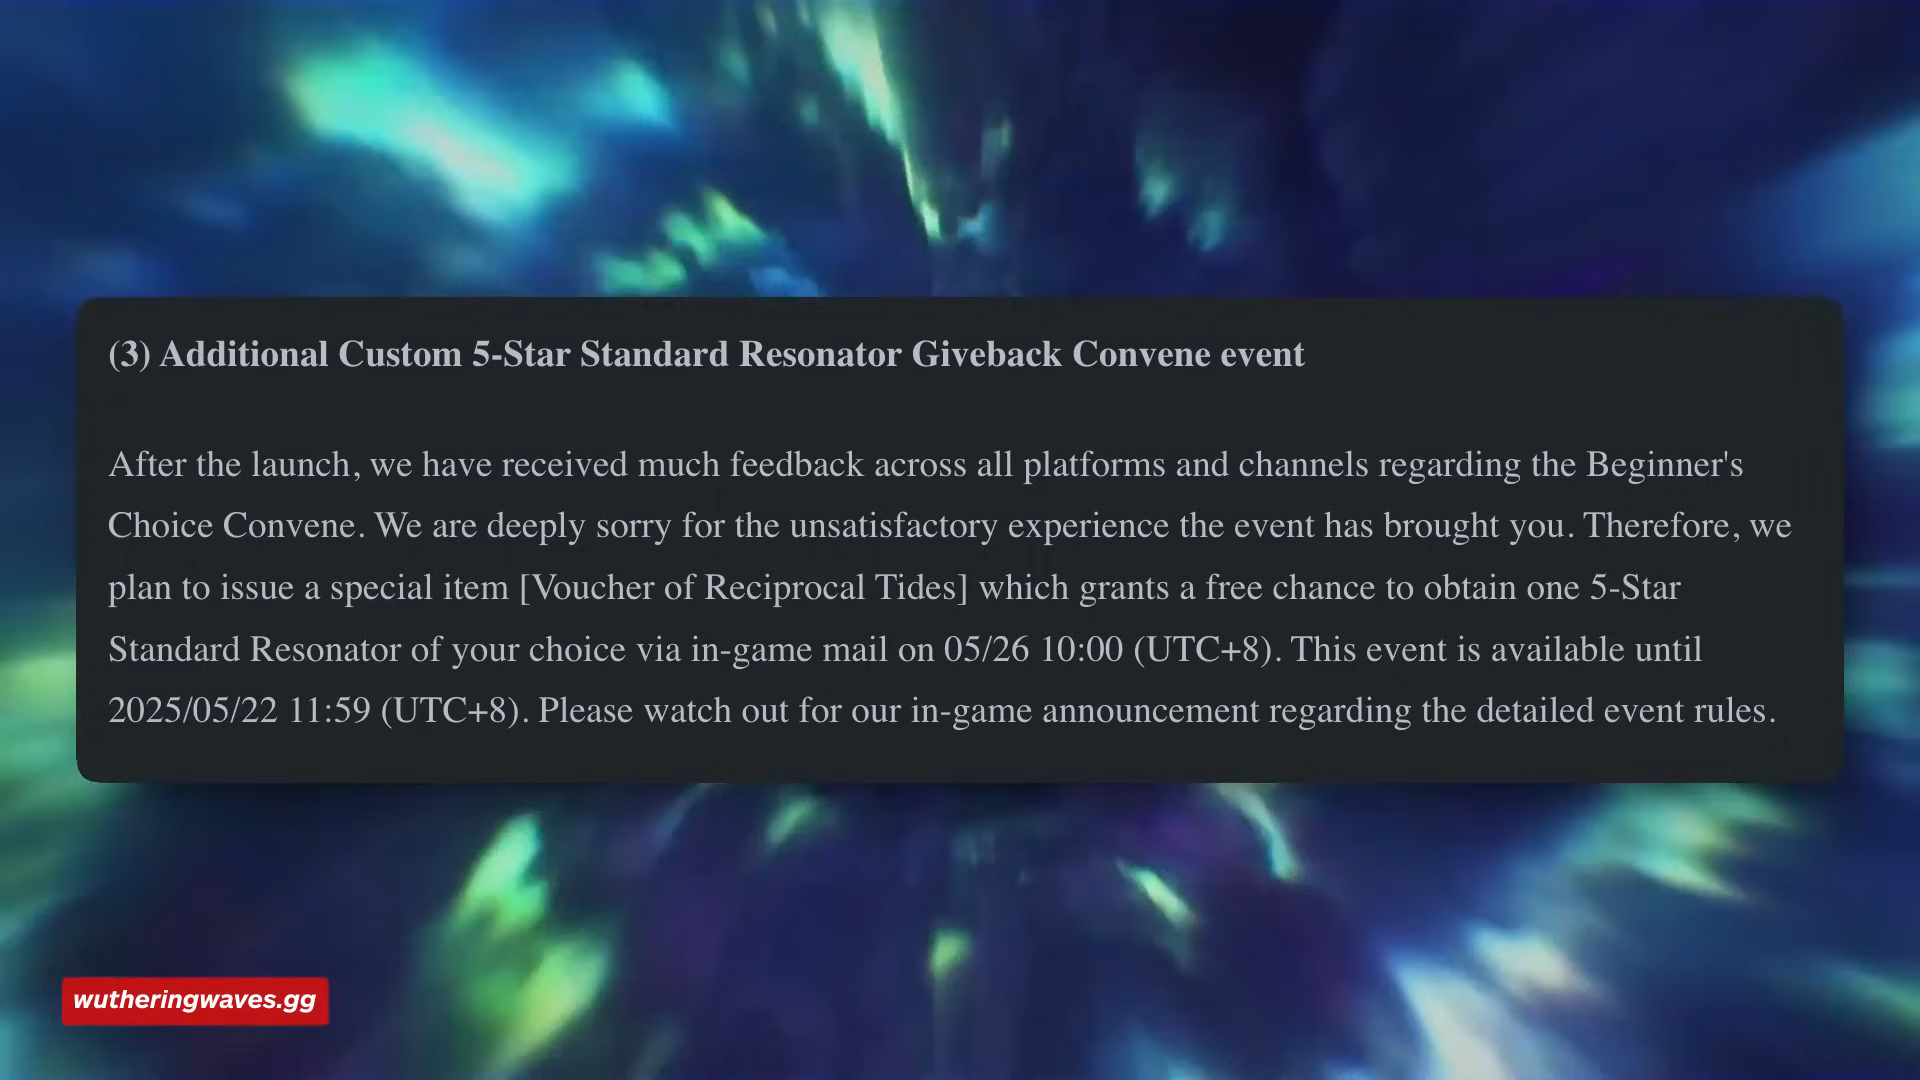 (3) Additional Custom 5-Star Standard Resonator Giveback Convene event
After the launch, we have received much feedback across all platforms and channels regarding the Beginner's
Choice Convene. We are deeply sorry for the unsatisfactory experience the event has brought you. Therefore, we
plan to issue a special item [Voucher of Reciprocal Tides] which grants a free chance to obtain one 5-Star
Standard Resonator of your choice via in-game mail on 05/26 10:00 (UTC+8). This event is available until
2025/05/22 11:59 (UTC+8). Please watch out for our in-game announcement regarding the detailed event rules.
wutheringwaves.gg